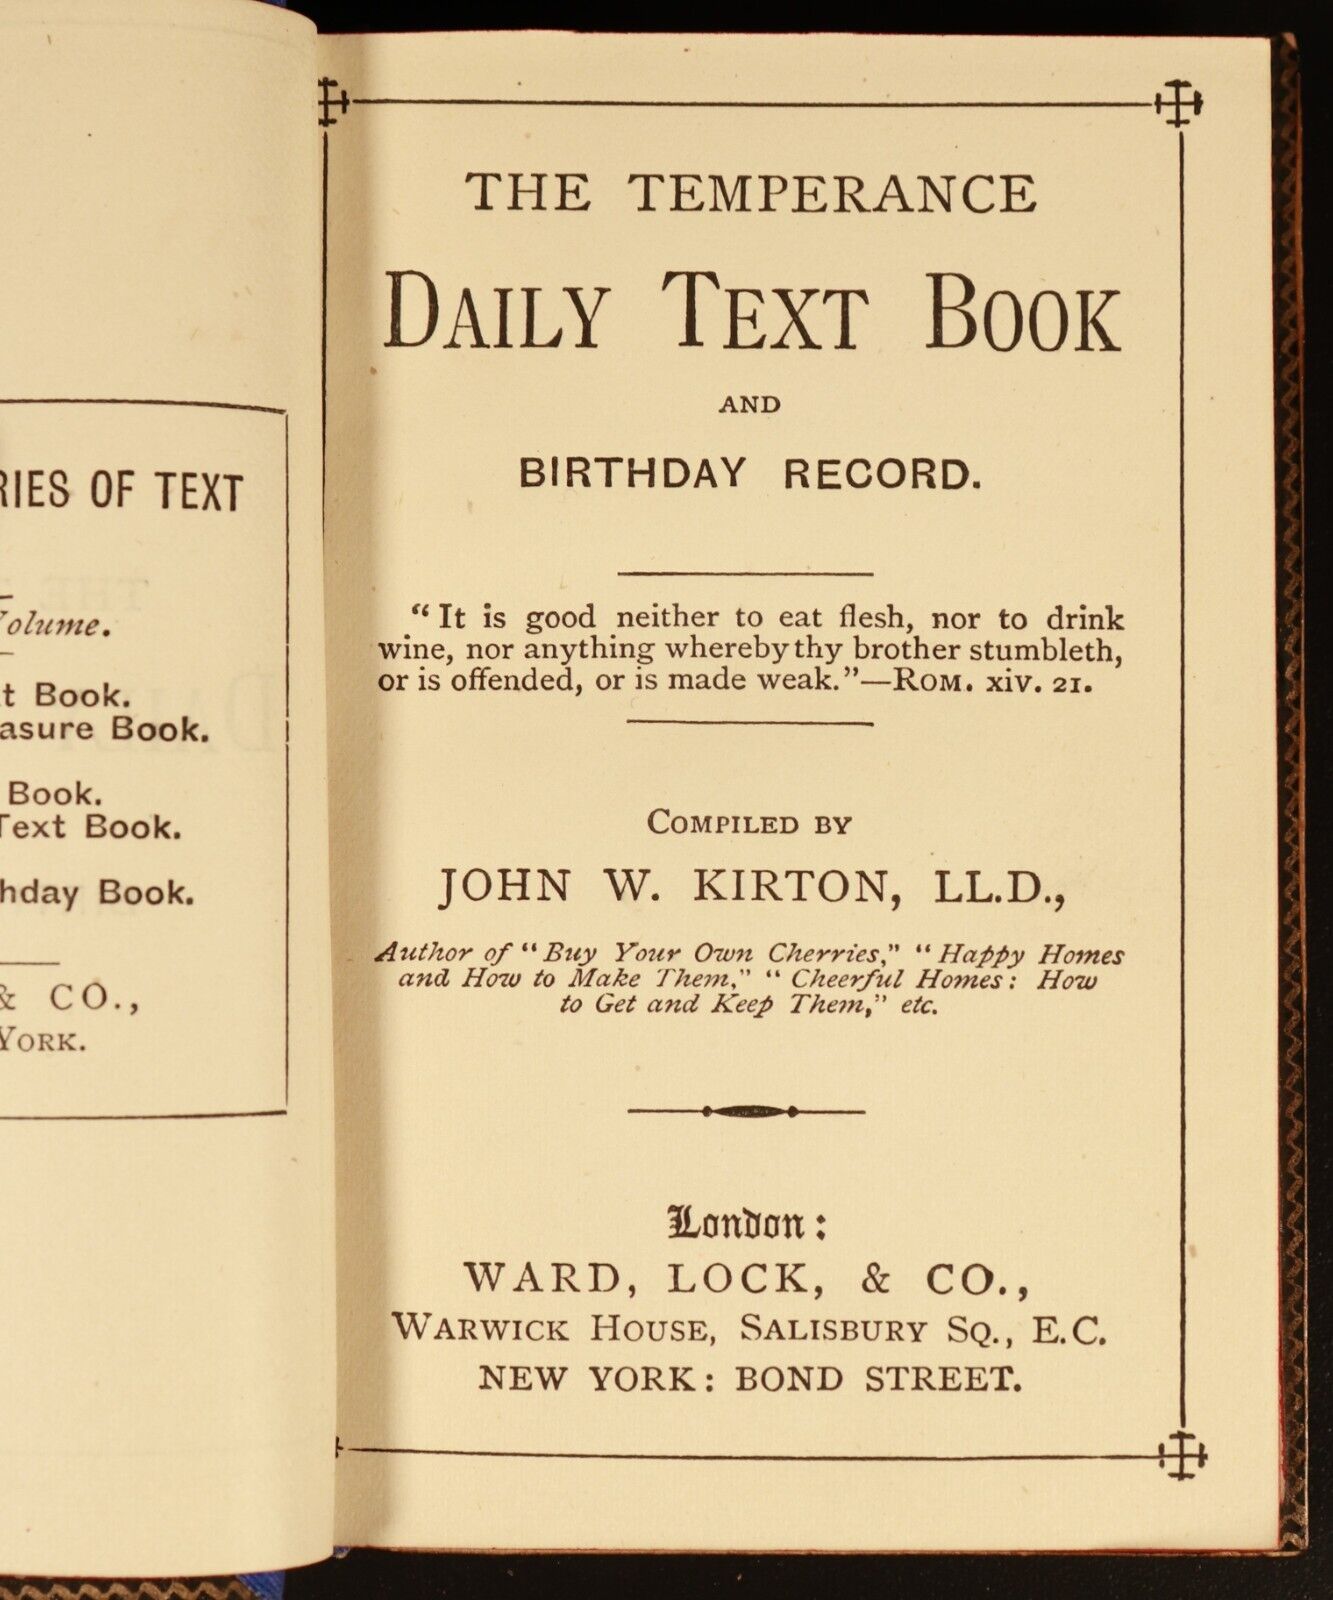 OF TEXT
Book.
Book.
Book.
Text Book.
Book.
& CO.,
YORK.
THE TEMPERANCE
DAILY TEXT BOOK
AND
BIRTHDAY RECORD.
“It is good neither to eat flesh, nor to drink
wine, nor anything whereby thy brother stumbleth,
or is offended, or is made weak.”—ROM. xiv. 21.
COMPILED BY
JOHN W. KIRTON, LL.D.,
Author of “Buy Your Own Cherries,” “Happy Homes
and How to Make Them,” “Cheerful Homes: How
to Get and Keep Them,” etc.
London:
WARD, LOCK, & CO.,
WARWICK HOUSE, SALISBURY SQ., E.C.
NEW YORK: BOND STREET.